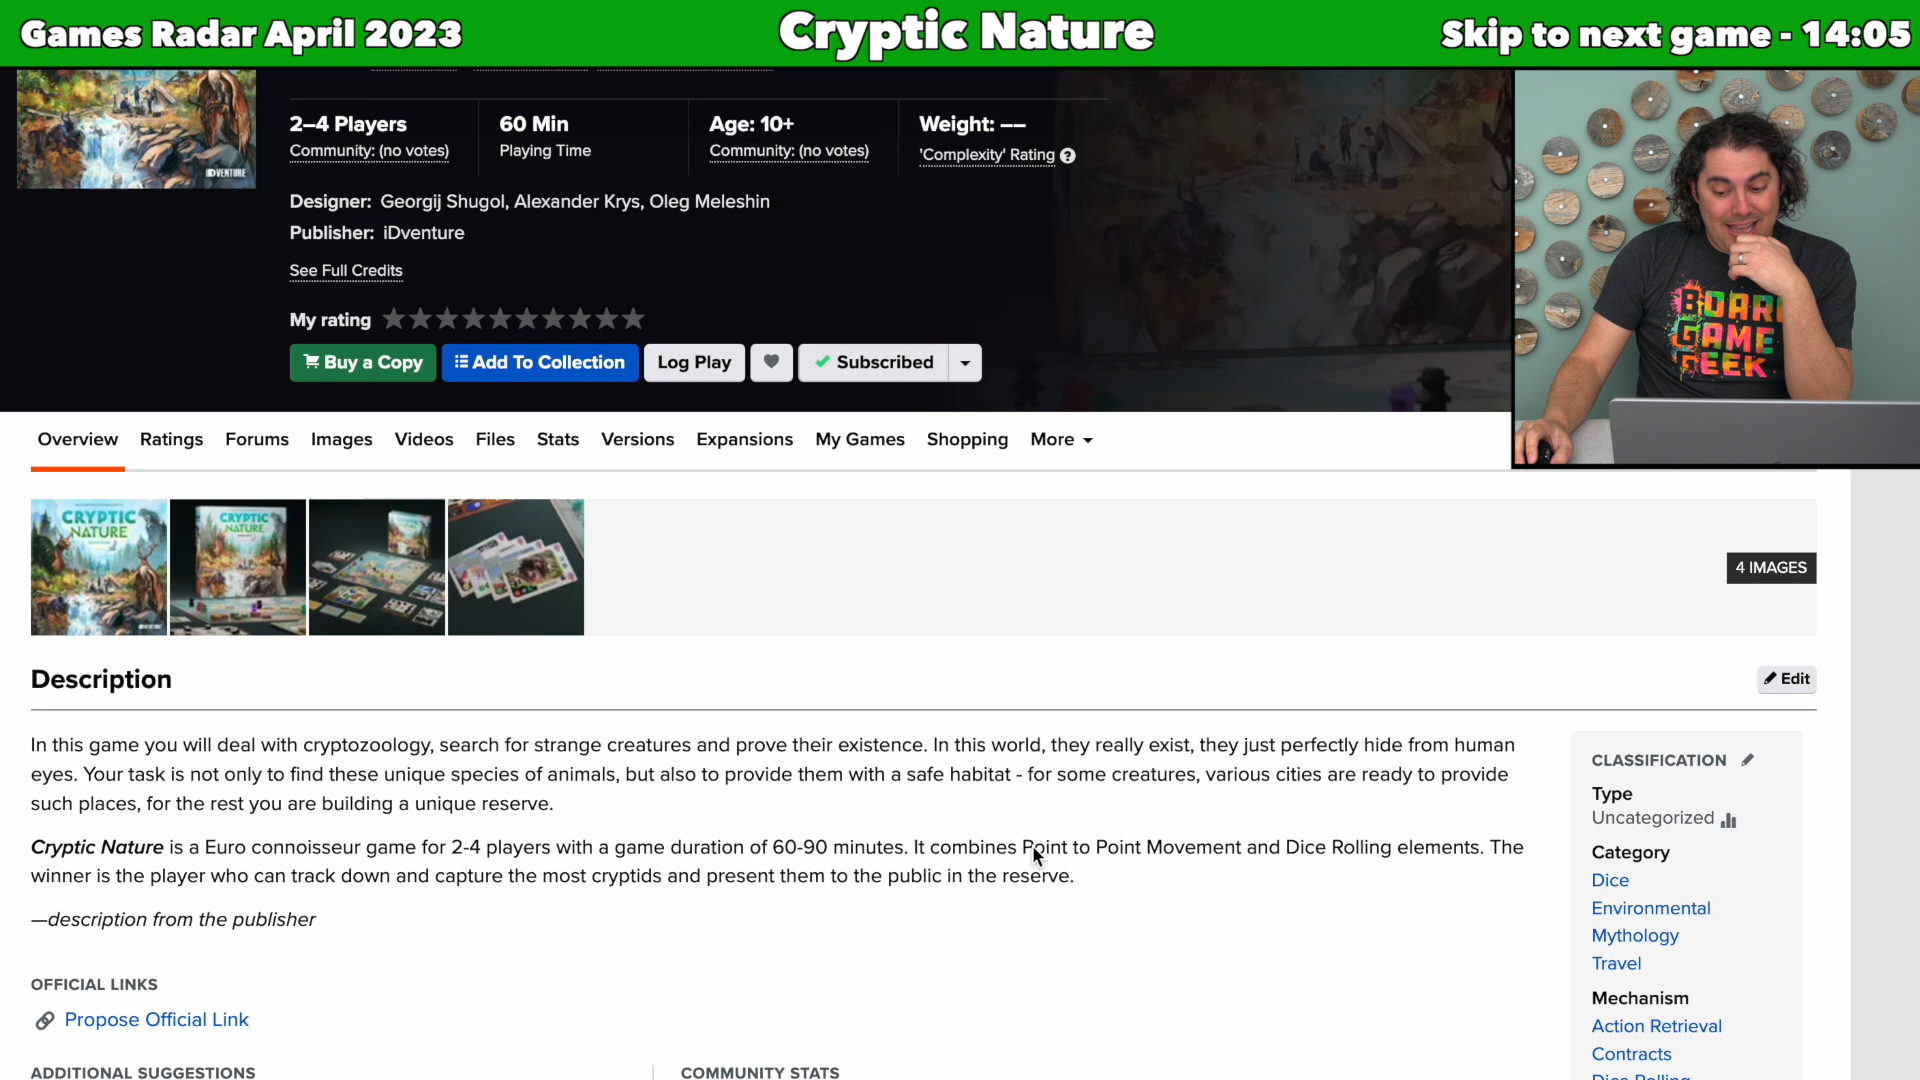 Games Radar April 2023
Cryptic Nature
Skip to next game - 14:05
IDVENTURE
2–4 Players
Community: (no votes)
60 Min
Playing Time
Age: 10+
Community: (no votes)
Weight: ––
'Complexity' Rating ?
Designer: Georgij Shugol, Alexander Krys, Oleg Meleshin
Publisher: iDventure
See Full Credits
My rating
Buy a Copy
Add To Collection
Log Play
Subscribed
BOARD
GAME
GEEK
Overview
Ratings
Forums
Images
Videos
Files
Stats
Versions
Expansions
My Games
Shopping
More
CRYPTIC
NATURE
CRYPTIC
NATURE
4 IMAGES
Description
Edit
In this game you will deal with cryptozoology, search for strange creatures and prove their existence. In this world, they really exist, they just perfectly hide from human
eyes. Your task is not only to find these unique species of animals, but also to provide them with a safe habitat - for some creatures, various cities are ready to provide
such places, for the rest you are building a unique reserve.
Cryptic Nature is a Euro connoisseur game for 2-4 players with a game duration of 60-90 minutes. It combines Point to Point Movement and Dice Rolling elements. The
winner is the player who can track down and capture the most cryptids and present them to the public in the reserve.
—description from the publisher
OFFICIAL LINKS
Propose Official Link
ADDITIONAL SUGGESTIONS
COMMUNITY STATS
CLASSIFICATION
Type
Uncategorized
Category
Dice
Environmental
Mythology
Travel
Mechanism
Action Retrieval
Contracts
Dice Rolling